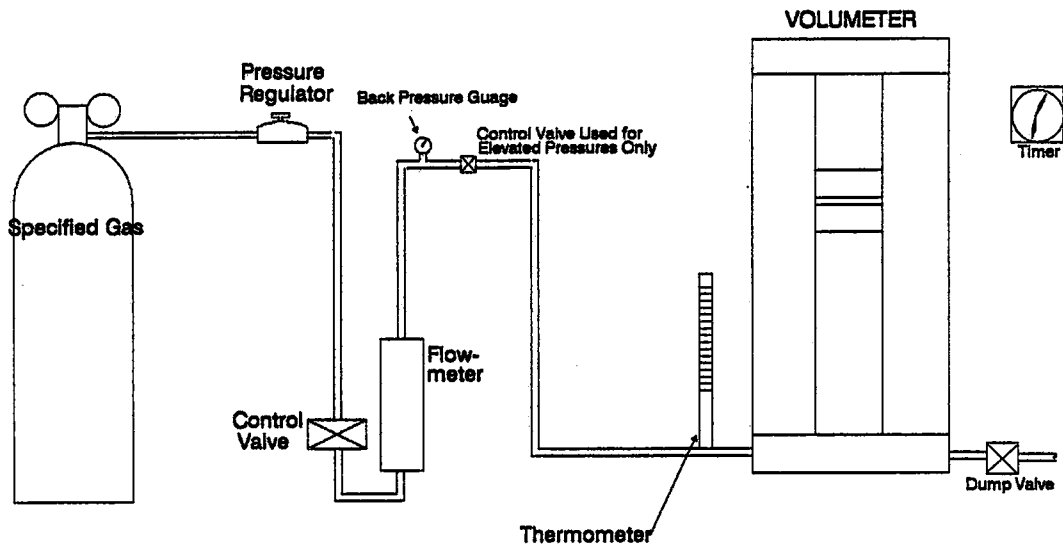 VOLUMETER
Pressure
Regulator
Back Pressure Guage
Control Valve Used for
Elevated Pressures Only
Timer
Specified Gas
Flow-
meter
Control
Valve
Dump Valve
Thermometer